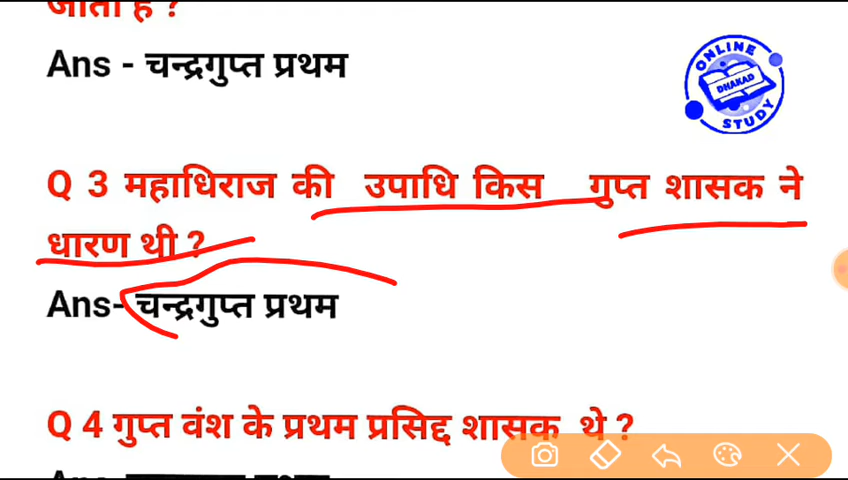 जाता है ?
Ans - चन्द्रगुप्त प्रथम
ONLINE
DHAKAD
STUDY
Q 3 महाधिराज की उपाधि किस गुप्त शासक ने
धारण थी ?
Ans- चन्द्रगुप्त प्रथम
Q 4 गुप्त वंश के प्रथम प्रसिद्द शासक थे ?